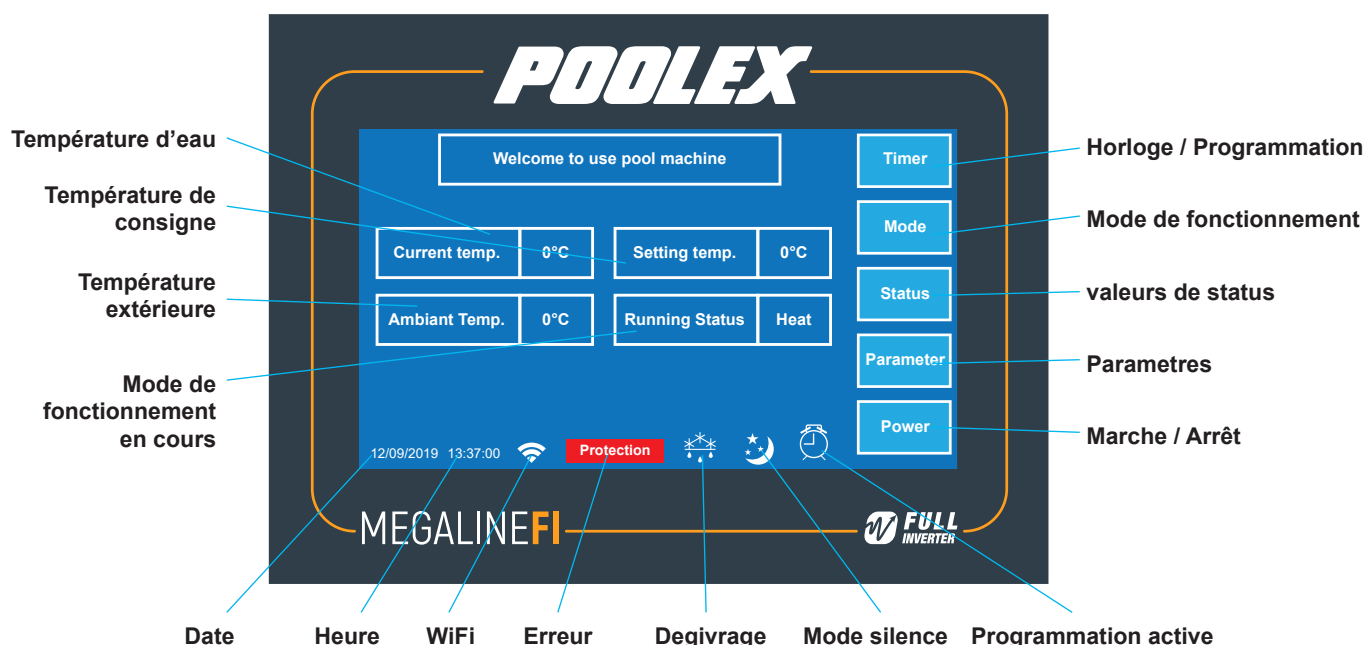 POOLEX
Température d'eau
Welcome to use pool machine
Timer
Horloge / Programmation
Température de
consigne
Mode
Mode de fonctionnement
Current temp.
0°C
Setting temp.
0°C
Température
extérieure
Status
valeurs de status
Ambiant Temp.
0°C
Running Status
Heat
Parameter
Parametres
Mode de
fonctionnement
en cours
Power
Marche / Arrêt
12/09/2019 13:37:00
Protection
MEGALINEFI
FULL
INVERTER
Date
Heure
WiFi
Erreur
Degivrage
Mode silence
Programmation active